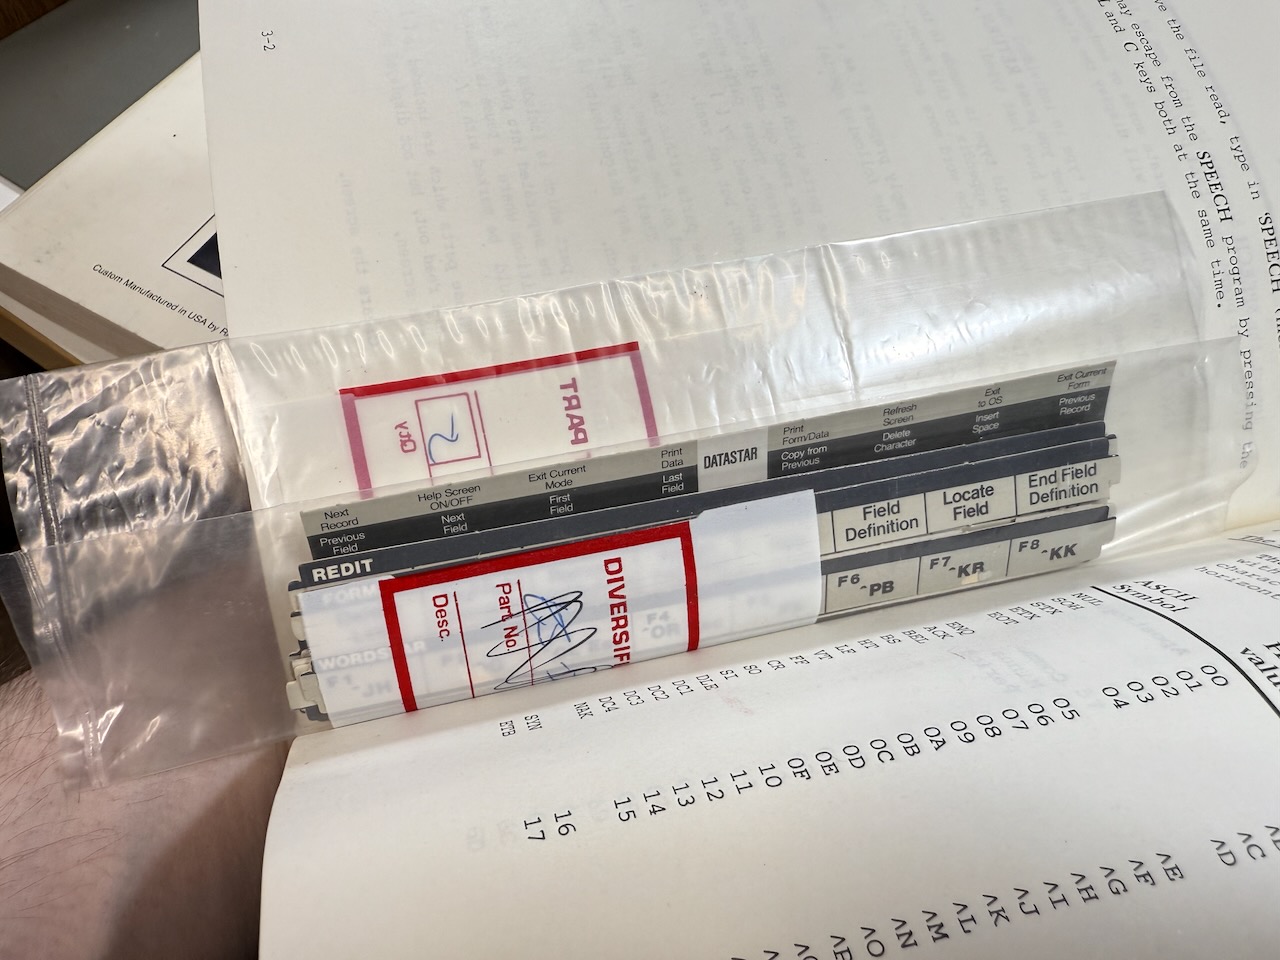 3-2
ve the file read, type in "SPEECH
may escape from the SPEECH program by pressing the
and C keys both at the same time.
Custom Manufactured in USA by
PART
QTY
2
Next Record
Help Screen ON/OFF
Exit Current Mode
Print Data
DATASTAR
Print Form/Data
Refresh Screen
Exit to OS
Exit Current Form
Previous Field
Next Field
First Field
Last Field
Copy from Previous
Delete Character
Insert Space
Previous Record
REDIT
FORM
Field Definition
Locate Field
End Field Definition
WORDSTAR
F1 ^JH
F4 ^OR
F6 ^PB
F7 ^KR
F8 ^KK
DIVERSIF
Part No.
Desc.
ASCII Symbol
NUL 00
SOH 01
STX 02
ETX 03
EOT 04
ENQ 05
ACK 06
BEL 07
BS 08
HT 09
LF 0A
VT 0B
FF 0C
CR 0D
SO 0E
SI 0F
DLE 10
DC1 11
DC2 12
DC3 13
DC4 14
NAK 15
SYN 16
ETB 17
^C
^D
^E
^F
^G
^H
^I
^J
^K
^L
^M
^N
^O